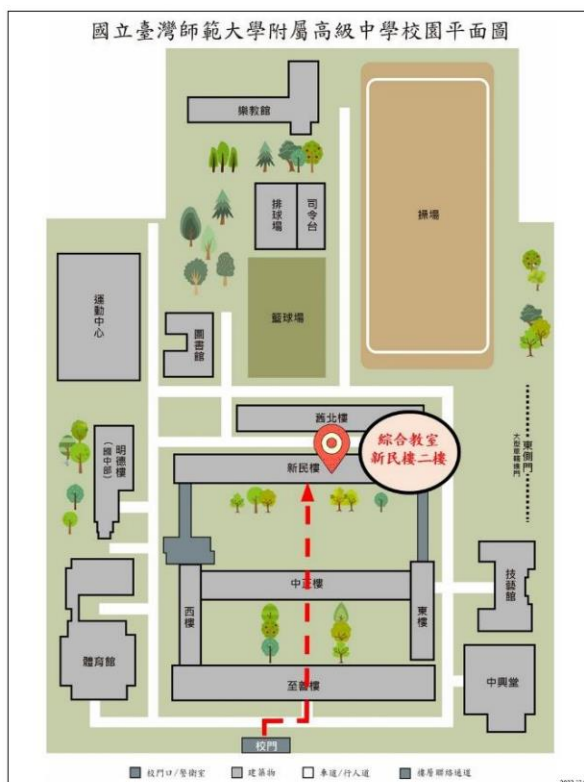 國立臺灣師範大學附屬高級中學校園平面圖
樂教館
排球場
司令台
操場
運動中心
圖書館
籃球場
東側門
大型車輛進門
舊北樓
綜合教室
新民樓二樓
明德樓
(國中部)
新民樓
中正樓
西樓
東樓
技藝館
體育館
至善樓
中興堂
校門
校門口/警衛室
建築物
車道/行人道
樓層聯絡通道